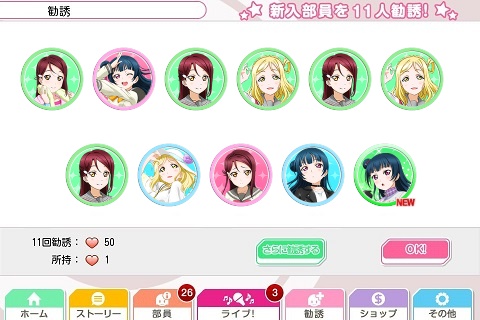 勧誘
新入部員を11人勧誘!
NEW
11回勧誘: 50
所持: 1
さらに勧誘する
OK!
26
3
ホーム
ストーリー
部員
ライブ!
勧誘
ショップ
その他